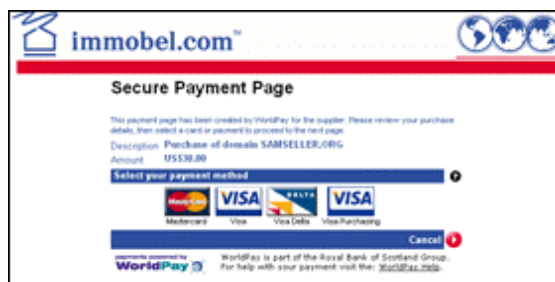 immobel.com™
Secure Payment Page
This payment page has been created by WorldPay for the supplier. Please review your purchase
details, then select a card or payment to proceed to the next page.
Description Purchase of domain SAMSELLER.ORG
Amount US$30.00
Select your payment method ?
MasterCard VISA DELTA VISA
Mastercard Visa Visa Delta Visa Purchasing
Cancel
payments powered by
WorldPay
WorldPay is part of the Royal Bank of Scotland Group.
For help with your payment visit the: WorldPay Help.